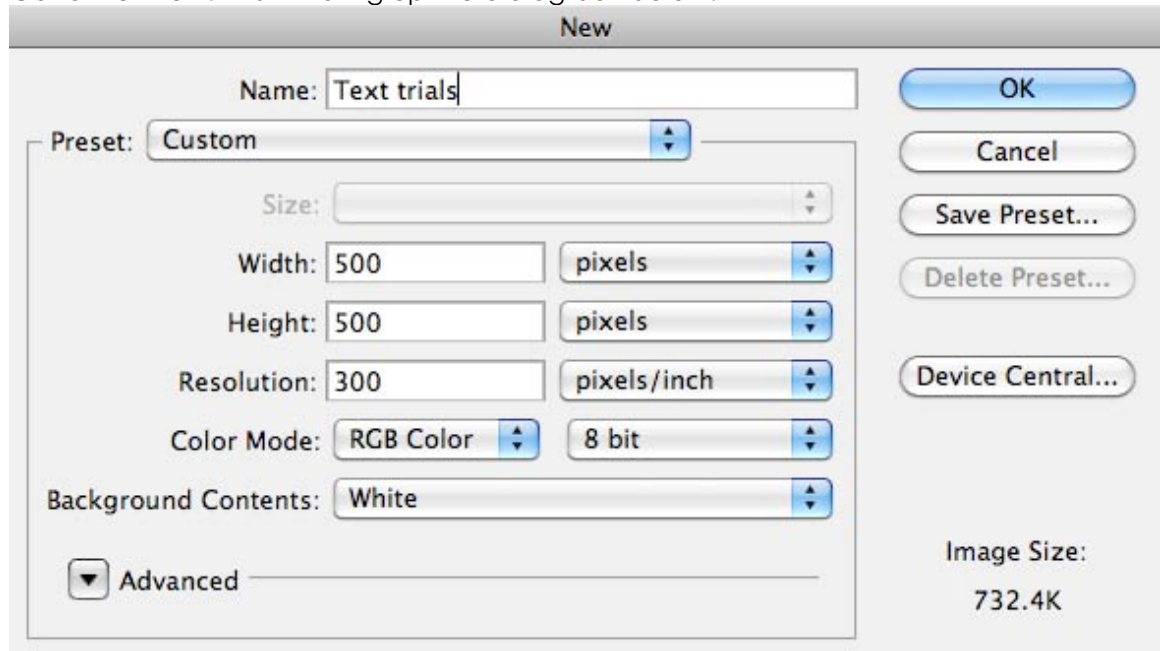 New
Name: Text trials
OK
Preset: Custom
Cancel
Size:
Save Preset...
Width: 500 pixels
Delete Preset...
Height: 500 pixels
Resolution: 300 pixels/inch
Device Central...
Color Mode: RGB Color 8 bit
Background Contents: White
Image Size:
Advanced
732.4K